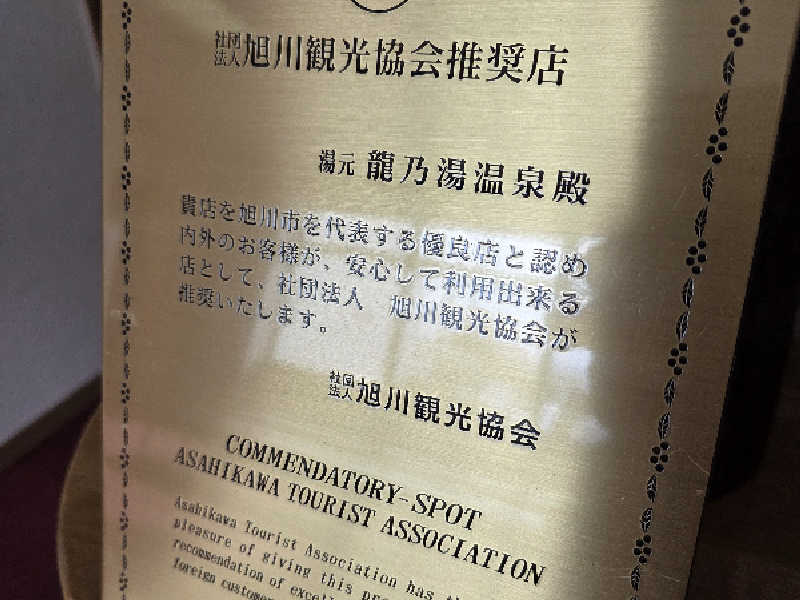 社団法人旭川観光協会推奨店
湯元 龍乃湯温泉殿
貴店を旭川市を代表する優良店と認め
内外のお客様が、安心して利用出来る
店として、社団法人 旭川観光協会が
推奨いたします。
社団法人旭川観光協会
COMMENDATORY-SPOT
ASAHIKAWA TOURIST ASSOCIATION
Asahikawa Tourist Association has
pleasure of giving this
recommendation of
foreign